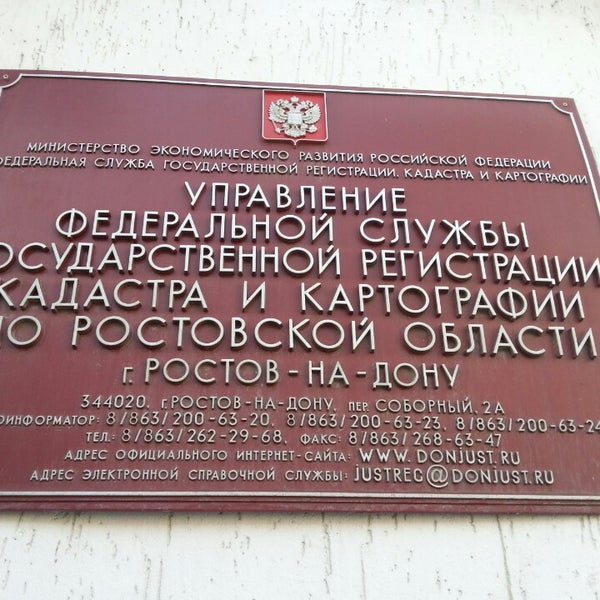 МИНИСТЕРСТВО ЭКОНОМИЧЕСКОГО РАЗВИТИЯ РОССИЙСКОЙ ФЕДЕРАЦИИ
ФЕДЕРАЛЬНАЯ СЛУЖБА ГОСУДАРСТВЕННОЙ РЕГИСТРАЦИИ, КАДАСТРА И КАРТОГРАФИИ
УПРАВЛЕНИЕ
ФЕДЕРАЛЬНОЙ СЛУЖБЫ
ОСУДАРСТВЕННОЙ РЕГИСТРАЦИИ
КАДАСТРА И КАРТОГРАФИИ
ПО РОСТОВСКОЙ ОБЛАСТИ
г. РОСТОВ-НА-ДОНУ
344020, г.РОСТОВ-НА-ДОНУ, ПЕР. СОБОРНЫЙ, 2А
ОИНФОРМАТОР: 8/863/200-63-20, 8/863/200-63-23, 8/863/200-63-24
ТЕЛ.: 8/863/262-29-68, ФАКС: 8/863/268-63-47
АДРЕС ОФИЦИАЛЬНОГО ИНТЕРНЕТ-САЙТА: WWW.DONJUST.RU
АДРЕС ЭЛЕКТРОННОЙ СПРАВОЧНОЙ СЛУЖБЫ: JUSTREG@DONJUST.RU